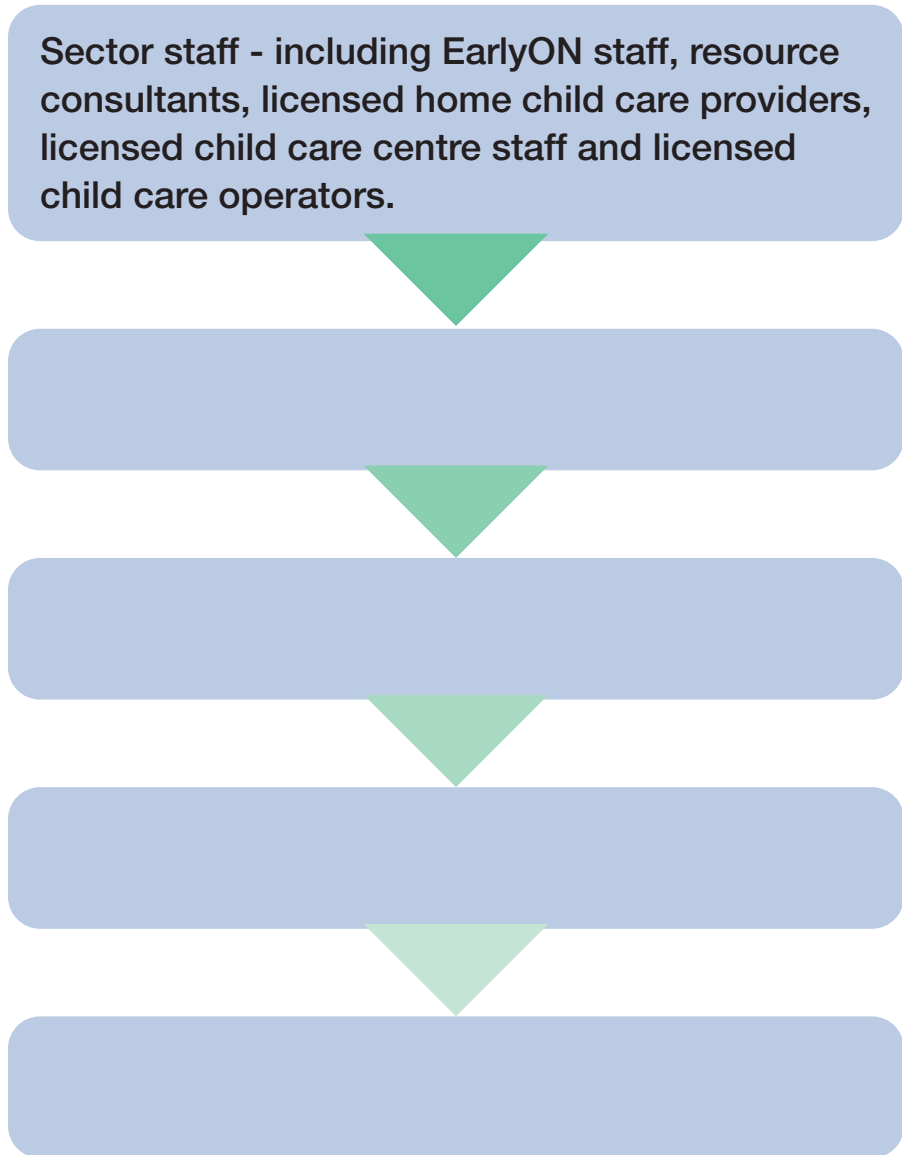 Sector staff - including EarlyON staff, resource
consultants, licensed home child care providers,
licensed child care centre staff and licensed
child care operators.